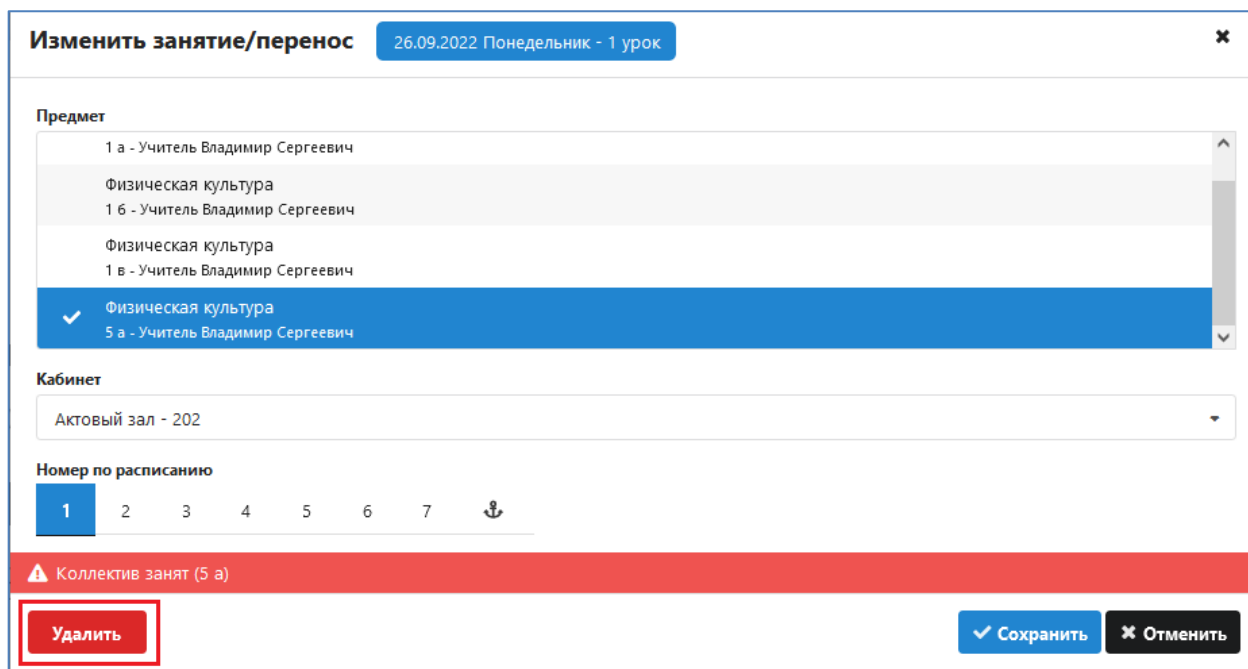 Изменить занятие/перенос 26.09.2022 Понедельник - 1 урок
Предмет
1 а - Учитель Владимир Сергеевич
Физическая культура
1 б - Учитель Владимир Сергеевич
Физическая культура
1 в - Учитель Владимир Сергеевич
Физическая культура
5 а - Учитель Владимир Сергеевич
Кабинет
Актовый зал - 202
Номер по расписанию
1 2 3 4 5 6 7
Коллектив занят (5 а)
Удалить Сохранить Отменить